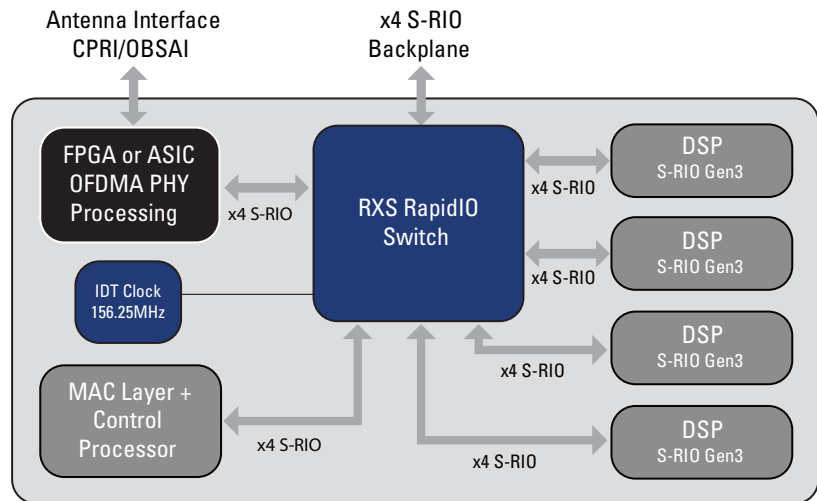 Antenna Interface
CPRI/OBSAI
x4 S-RIO
Backplane
FPGA or ASIC
OFDMA PHY
Processing
x4 S-RIO
RXS RapidIO
Switch
DSP
S-RIO Gen3
x4 S-RIO
DSP
S-RIO Gen3
x4 S-RIO
IDT Clock
156.25MHz
DSP
S-RIO Gen3
x4 S-RIO
MAC Layer +
Control
Processor
x4 S-RIO
DSP
S-RIO Gen3
x4 S-RIO